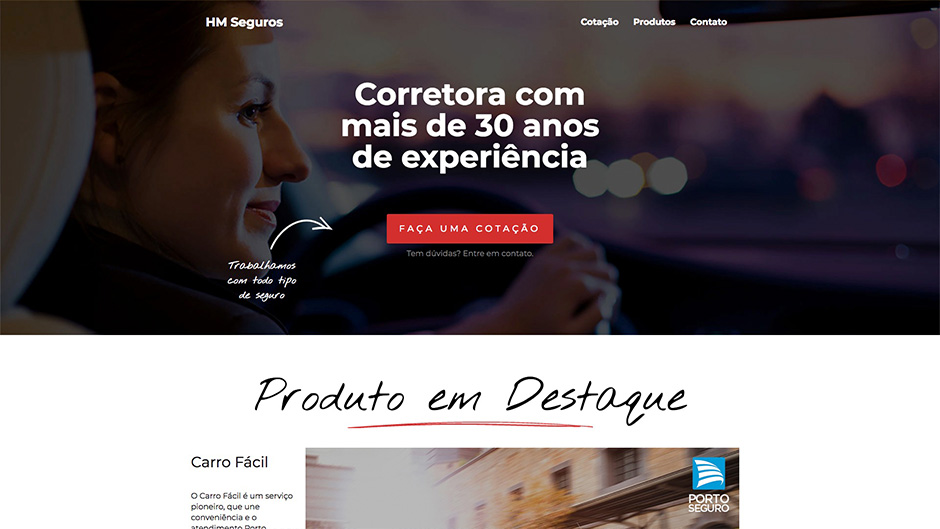 HM Seguros
Cotação Produtos Contato
Corretora com
mais de 30 anos
de experiência
FAÇA UMA COTAÇÃO
Tem dúvidas? Entre em contato.
Trabalhamos
com todo tipo
de seguro
Produto em Destaque
Carro Fácil
O Carro Fácil é um serviço
pioneiro, que une
conveniência e o
atendimento Porto
PORTO
SEGURO